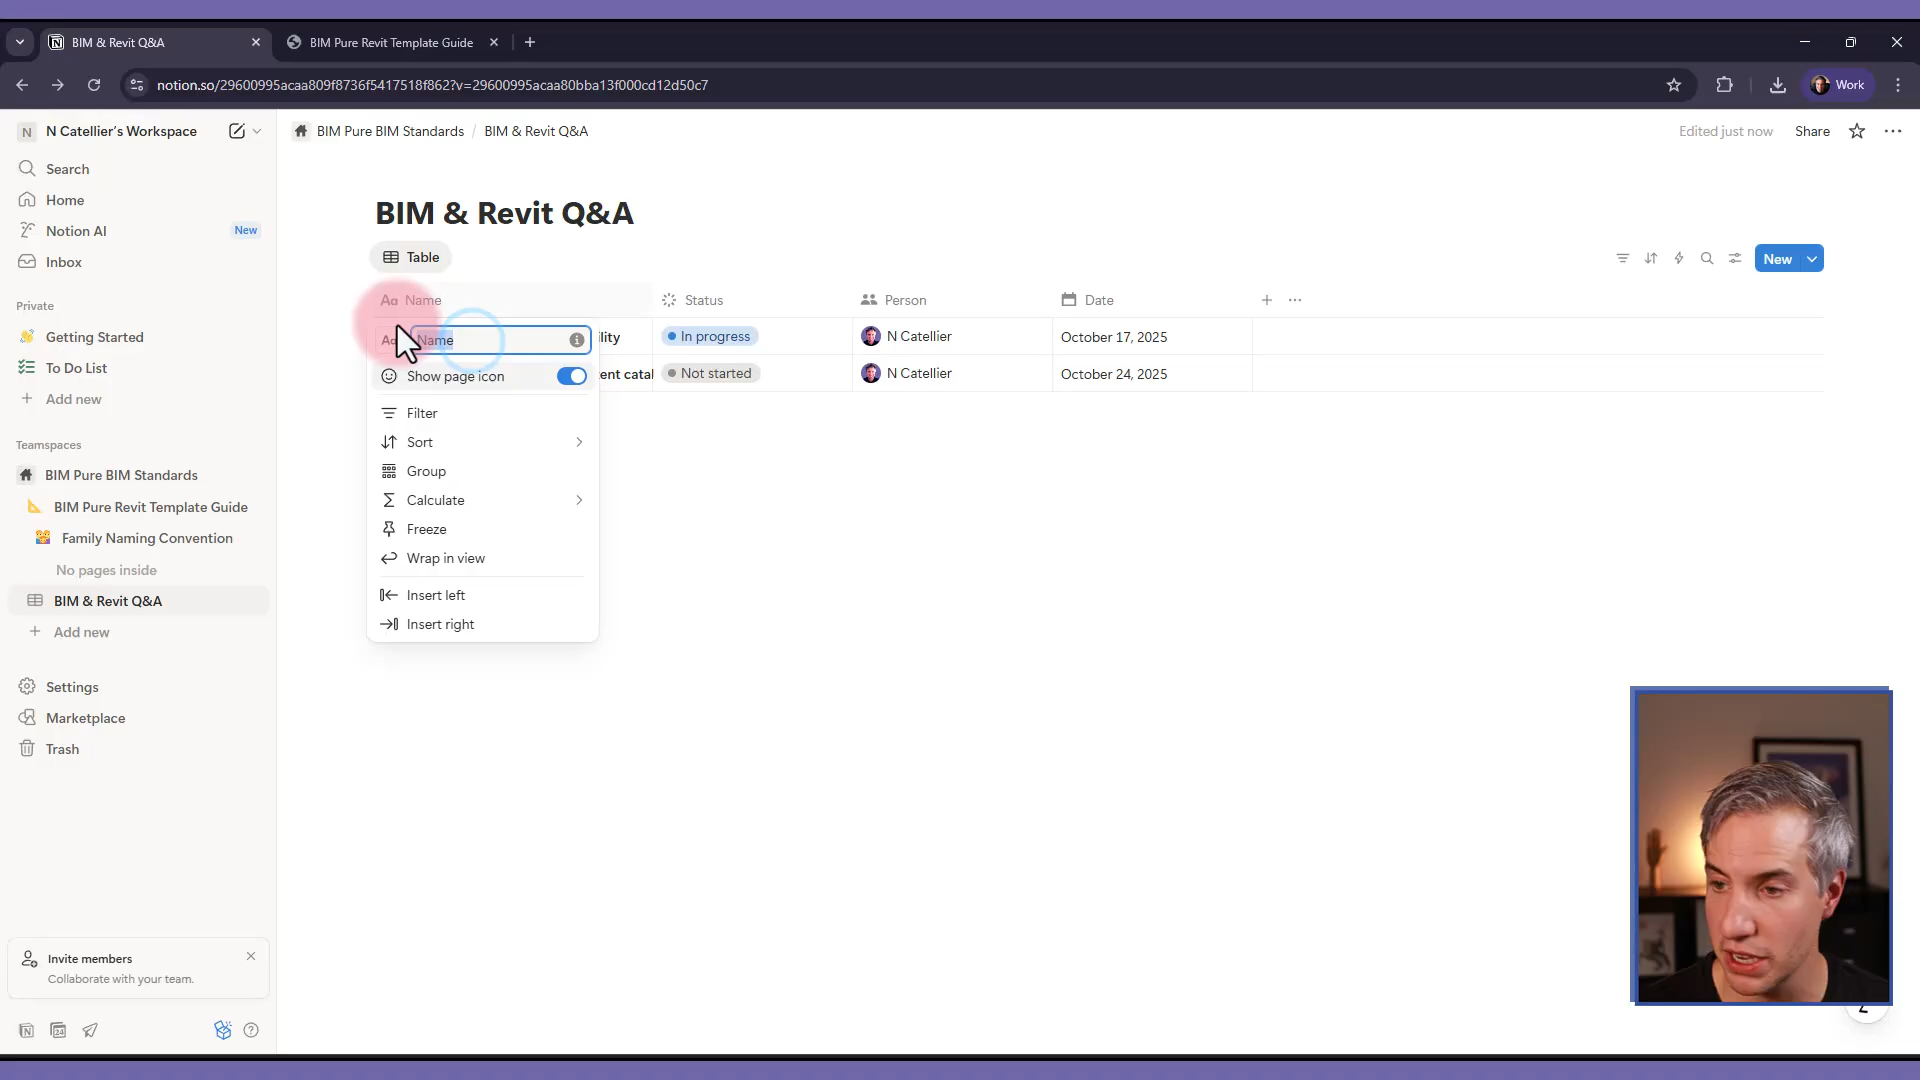 BIM & Revit Q&A
BIM Pure Revit Template Guide
notion.so/29600995acaa809f8736f5417518f862?v=29600995acaa80bba13f000cd12d50c7
Work
N Catellier's Workspace
BIM Pure BIM Standards / BIM & Revit Q&A
Edited just now
Share
Search
Home
Notion AI
New
Inbox
Private
Getting Started
To Do List
Add new
Teamspaces
BIM Pure BIM Standards
BIM Pure Revit Template Guide
Family Naming Convention
No pages inside
BIM & Revit Q&A
Add new
Settings
Marketplace
Trash
Invite members
Collaborate with your team.
BIM & Revit Q&A
Table
New
Aa Name
Status
Person
Date
Name
ility
In progress
N Catellier
October 17, 2025
ent catal
Not started
N Catellier
October 24, 2025
Show page icon
Filter
Sort
Group
Calculate
Freeze
Wrap in view
Insert left
Insert right